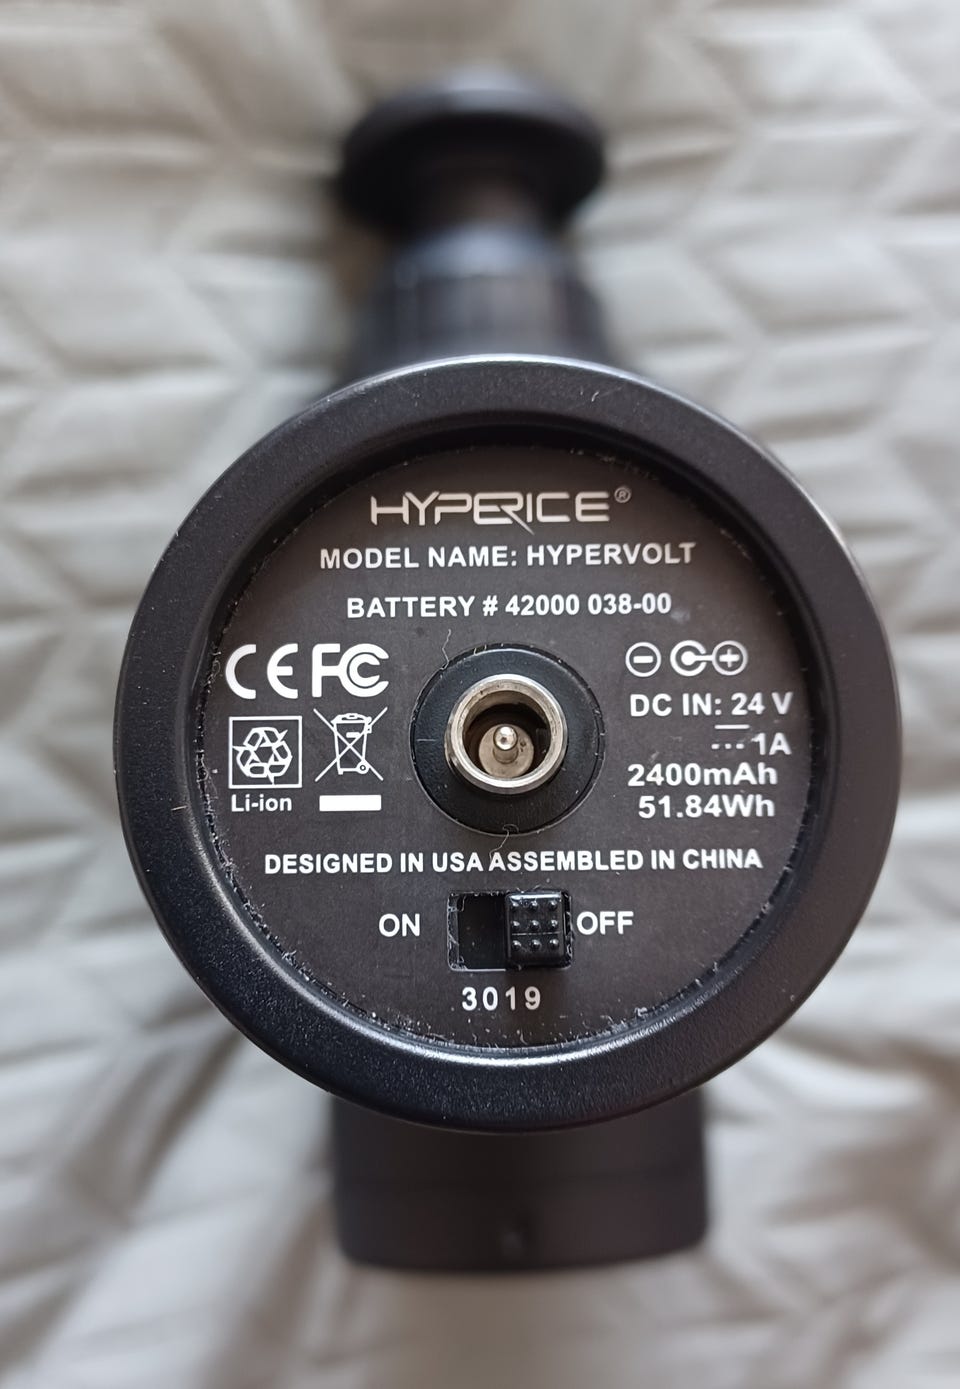 HYPERICE®
MODEL NAME: HYPERVOLT
BATTERY # 42000 038-00
CE FC
DC IN: 24 V
1A
2400mAh
51.84Wh
Li-ion
DESIGNED IN USA ASSEMBLED IN CHINA
ON OFF
3019